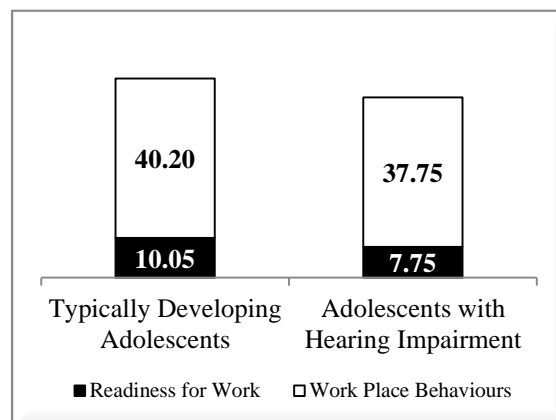 40.20
37.75
10.05
7.75
Typically Developing
Adolescents
Adolescents with
Hearing Impairment
Readiness for Work
Work Place Behaviours